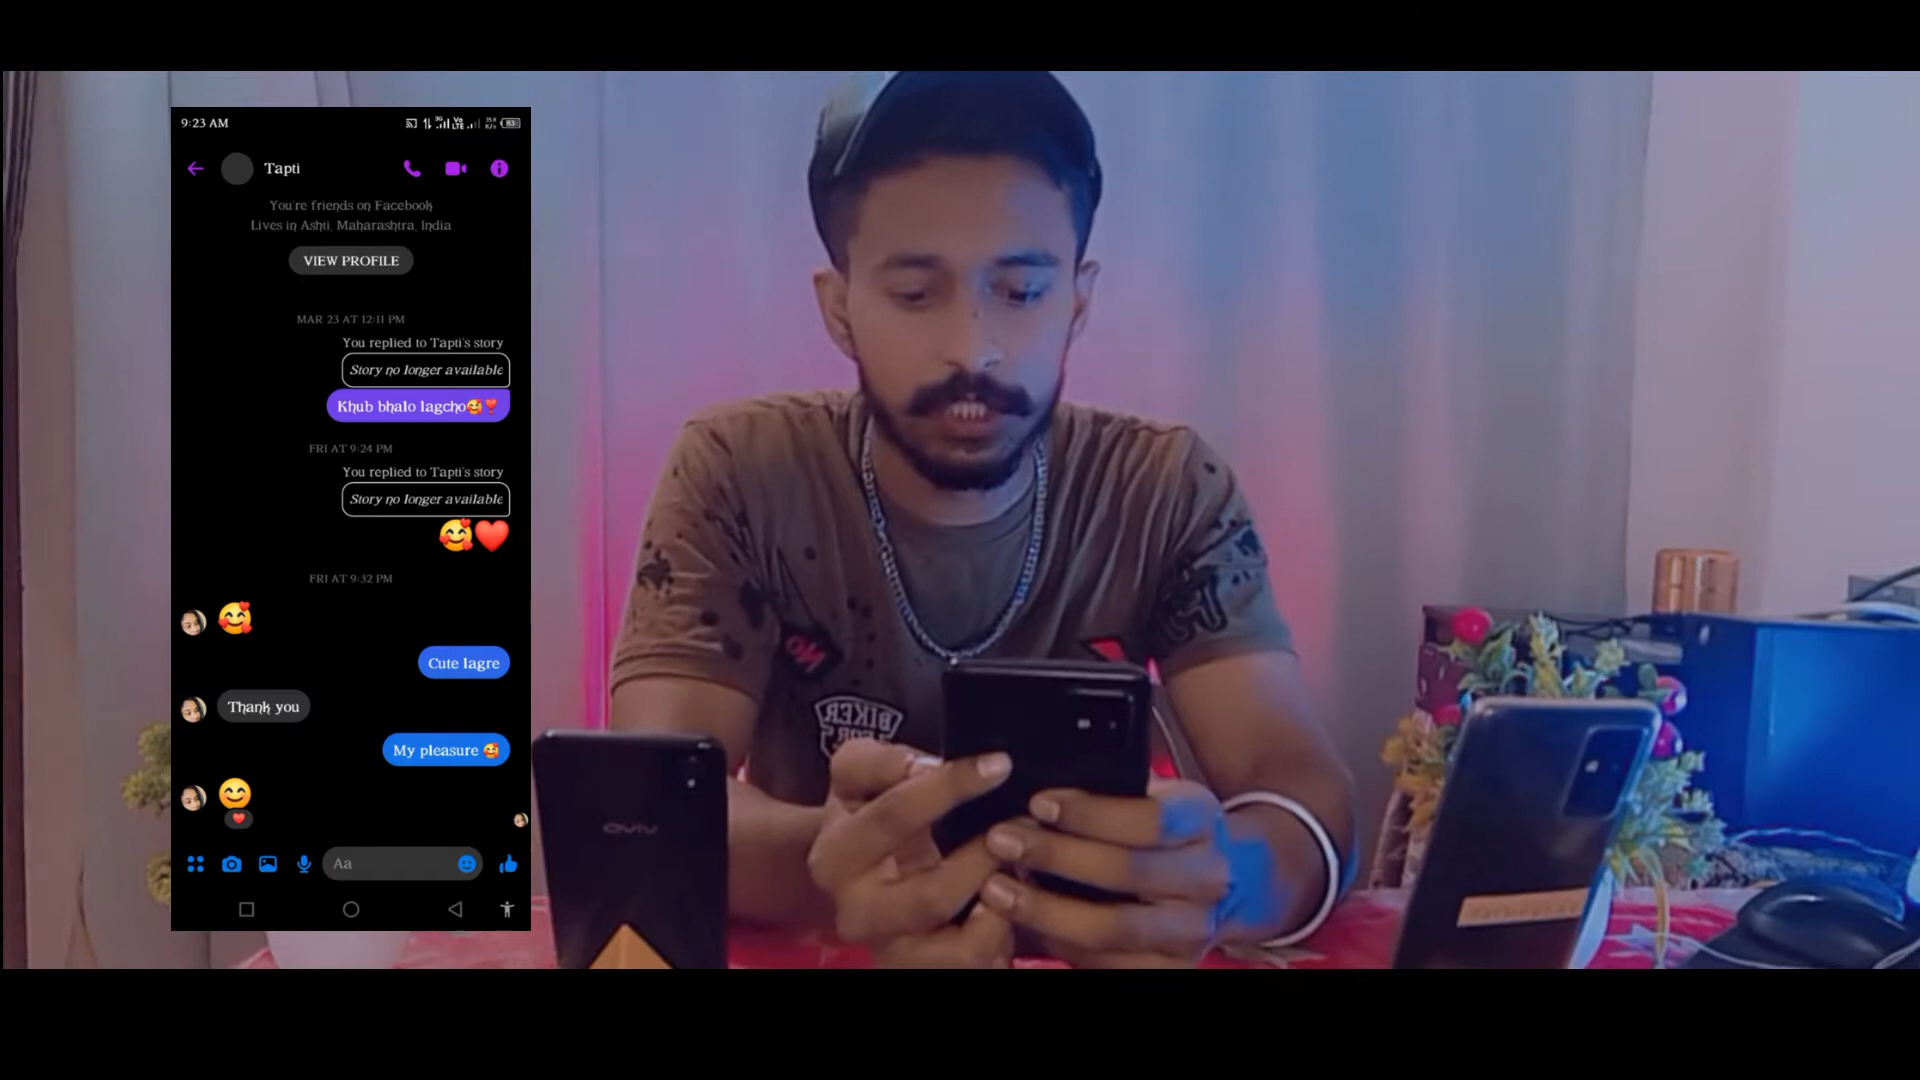 9:23 AM
Tapti
You're friends on Facebook
Lives in Ashti, Maharashtra, India
VIEW PROFILE
MAR 23 AT 12:11 PM
You replied to Tapti's story
Story no longer available
Khub bhalo lagcho🥰❣️
FRI AT 9:24 PM
You replied to Tapti's story
Story no longer available
🥰❤️
FRI AT 9:32 PM
🥰
Cute lagre
Thank you
My pleasure 🥰
😊
❤️
Aa
BIKER
FOR
VIVO